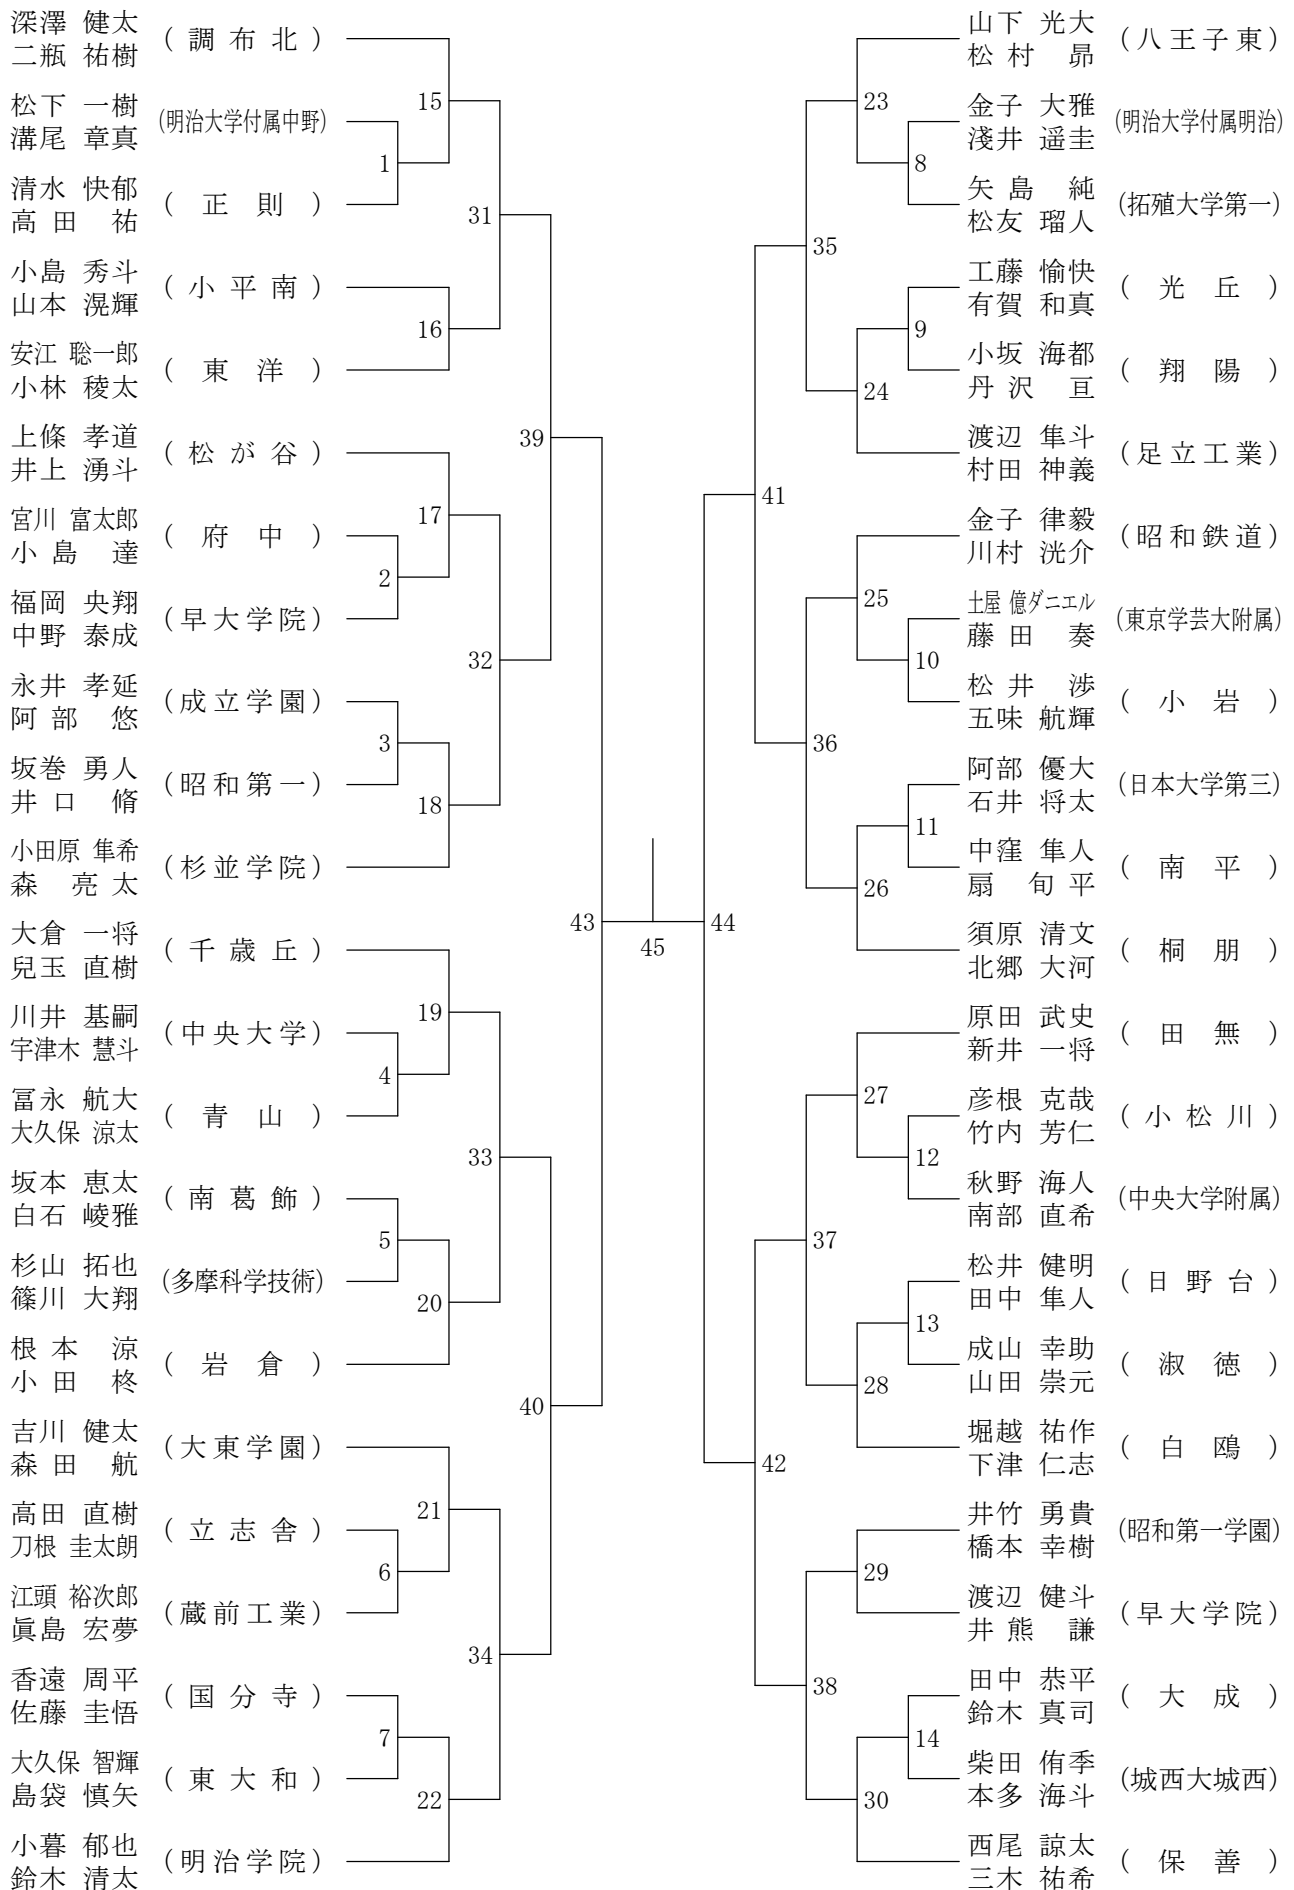 深澤 健太
二瓶 祐樹
(調布北)
松下 一樹
溝尾 章真
(明治大学付属中野)
清水 快郁
高田 祐
(正則)
小島 秀斗
山本 滉輝
(小平南)
安江 聡一郎
小林 稜太
(東洋)
上條 孝道
井上 湧斗
(松が谷)
宮川 富太郎
小島 達
(府中)
福岡 央翔
中野 泰成
(早大学院)
永井 孝延
阿部 悠
(成立学園)
坂巻 勇人
井口 脩
(昭和第一)
小田原 隼希
森 亮太
(杉並学院)
大倉 一将
兒玉 直樹
(千歳丘)
川井 基嗣
宇津木 慧斗
(中央大学)
冨永 航大
大久保 涼太
(青山)
坂本 恵太
白石 崚雅
(南葛飾)
杉山 拓也
篠川 大翔
(多摩科学技術)
根本 涼
小田 柊
(岩倉)
吉川 健太
森田 航
(大東学園)
高田 直樹
刀根 圭太朗
(立志舎)
江頭 裕次郎
眞島 宏夢
(蔵前工業)
香遠 周平
佐藤 圭悟
(国分寺)
大久保 智輝
島袋 慎矢
(東大和)
小暮 郁也
鈴木 清太
(明治学院)
1
2
3
4
5
6
7
15
16
17
18
19
20
21
22
31
32
33
34
39
40
43
45
44
41
42
35
36
37
38
23
24
25
26
27
28
29
30
8
9
10
11
12
13
14
山下 光大
松村 昴
(八王子東)
金子 大雅
淺井 遥圭
(明治大学付属明治)
矢島 純
松友 瑠人
(拓殖大学第一)
工藤 愉快
有賀 和真
(光丘)
小坂 海都
丹沢 亘
(翔陽)
渡辺 隼斗
村田 神義
(足立工業)
金子 律毅
川村 洸介
(昭和鉄道)
土屋 億ダニエル
藤田 奏
(東京学芸大附属)
松井 渉
五味 航輝
(小岩)
阿部 優大
石井 将太
(日本大学第三)
中窪 隼人
扇 旬平
(南平)
須原 清文
北郷 大河
(桐朋)
原田 武史
新井 一将
(田無)
彦根 克哉
竹内 芳仁
(小松川)
秋野 海人
南部 直希
(中央大学附属)
松井 健明
田中 隼人
(日野台)
成山 幸助
山田 崇元
(淑徳)
堀越 祐作
下津 仁志
(白鴎)
井竹 勇貴
橋本 幸樹
(昭和第一学園)
渡辺 健斗
井熊 謙
(早大学院)
田中 恭平
鈴木 真司
(大成)
柴田 侑季
本多 海斗
(城西大城西)
西尾 諒太
三木 祐希
(保善)